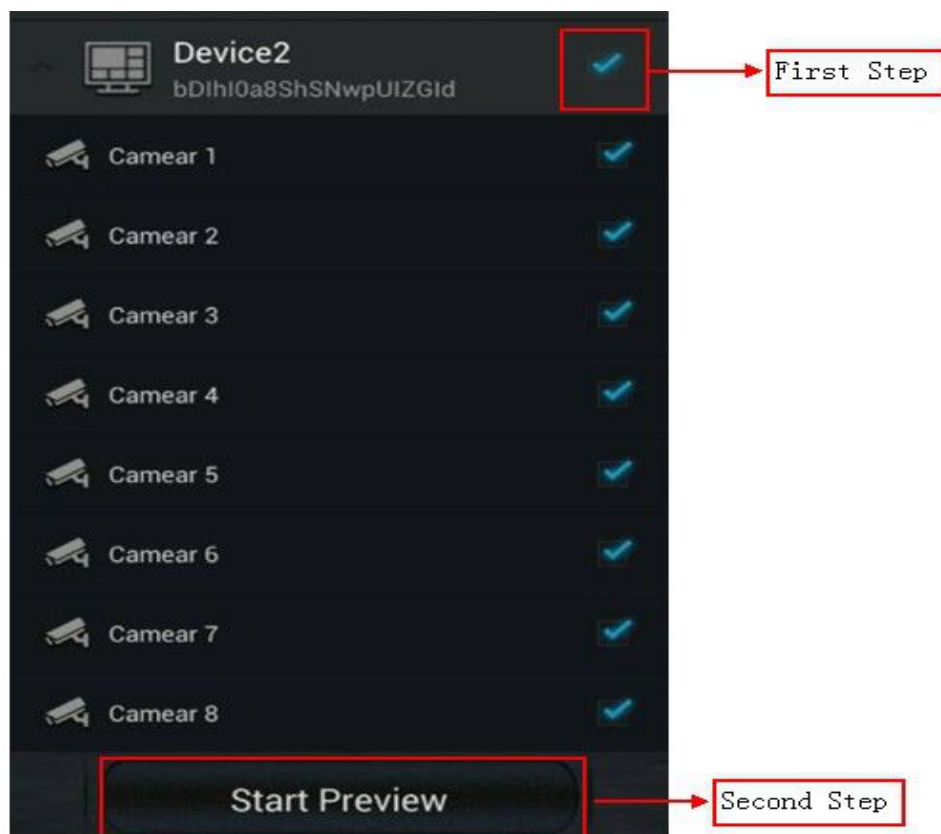 Device2
bDIhI0a8ShSNwpUIZGId
First Step
Camear 1
Camear 2
Camear 3
Camear 4
Camear 5
Camear 6
Camear 7
Camear 8
Start Preview
Second Step